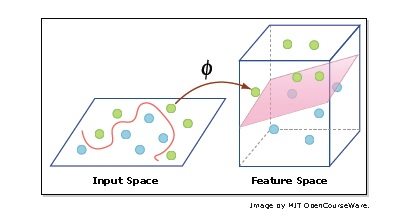 ϕ
Input Space
Feature Space
Image by MIT OpenCourseWare.